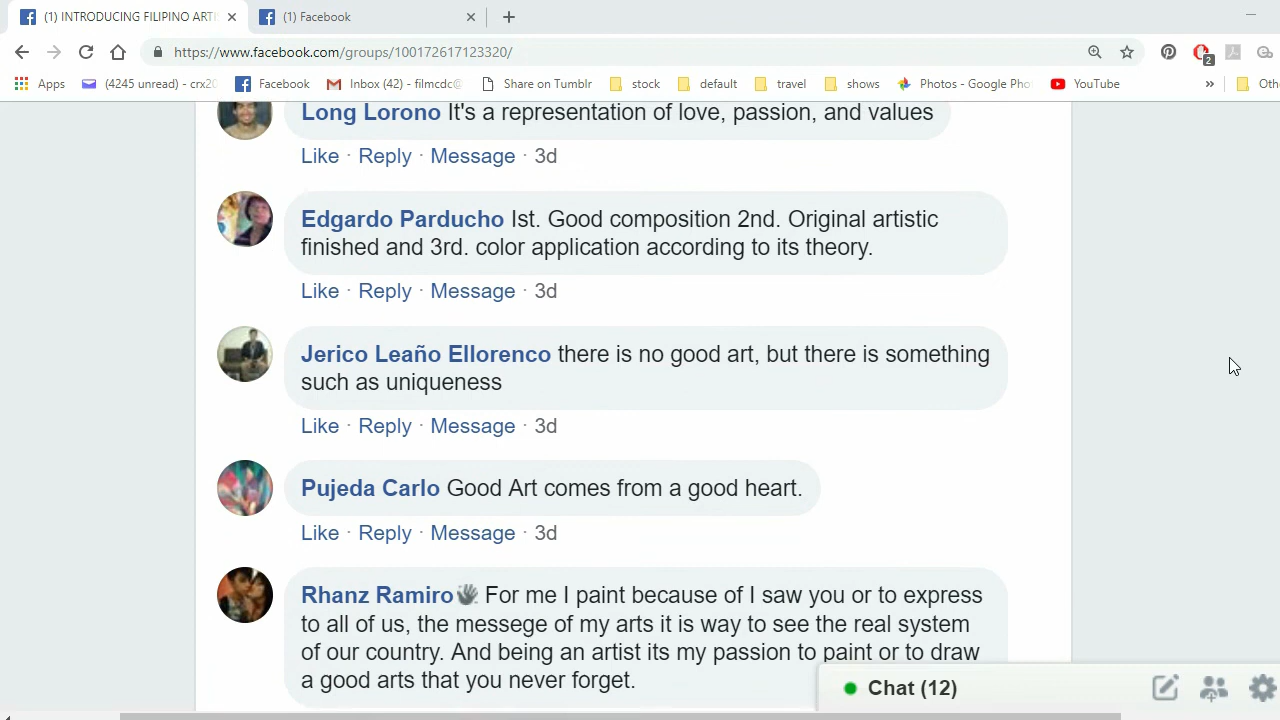 (1) INTRODUCING FILIPINO ARTI
(1) Facebook
https://www.facebook.com/groups/100172617123320/
2
Apps
(4245 unread) - crx20
Facebook
Inbox (42) - filmcdc@
Share on Tumblr
stock
default
travel
shows
Photos - Google Pho
YouTube
»
Othe
Long Lorono It's a representation of love, passion, and values
Like · Reply · Message · 3d
Edgardo Parducho Ist. Good composition 2nd. Original artistic
finished and 3rd. color application according to its theory.
Like · Reply · Message · 3d
Jerico Leaño Ellorenco there is no good art, but there is something
such as uniqueness
Like · Reply · Message · 3d
Pujeda Carlo Good Art comes from a good heart.
Like · Reply · Message · 3d
Rhanz Ramiro👋 For me I paint because of I saw you or to express
to all of us, the messege of my arts it is way to see the real system
of our country. And being an artist its my passion to paint or to draw
a good arts that you never forget.
Chat (12)